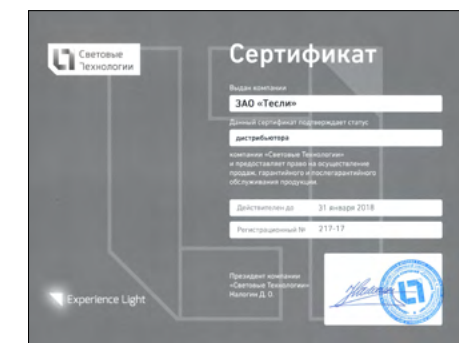 Световые
Технологии
Сертификат
Выдан компании
ЗАО «Тесли»
Данный сертификат подтверждает статус
дистрибьютора
компании «Световые Технологии»
и предоставляет право на осуществление
продаж, гарантийного и послегарантийного
обслуживания продукции.
Действителен до 31 января 2018
Регистрационный № 217-17
Президент компании
«Световые Технологии»
Налогин Д. О.
Experience Light